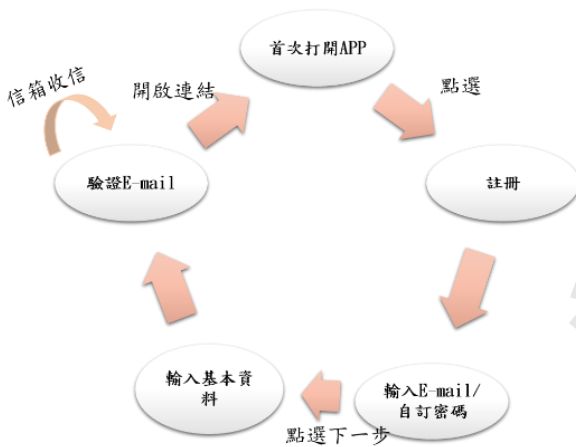 首次打開APP
點選
註冊
輸入E-mail/
自訂密碼
點選下一步
輸入基本資
料
驗證E-mail
信箱收信
開啟連結